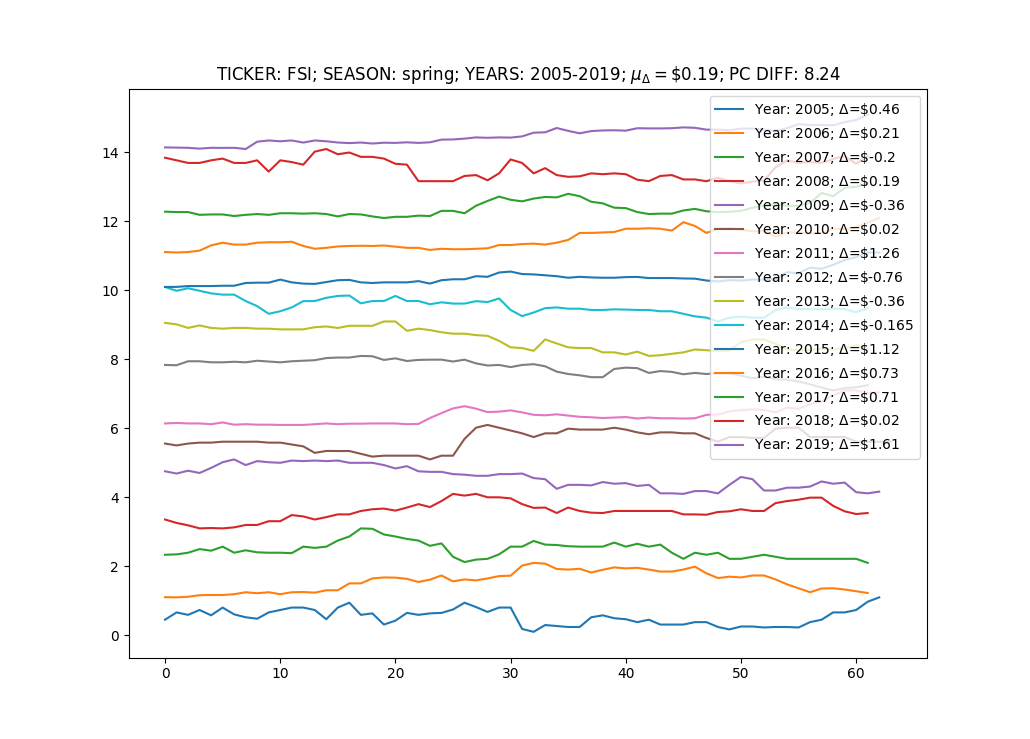 TICKER: FSI; SEASON: spring; YEARS: 2005-2019; μΔ = $0.19; PC DIFF: 8.24
Year: 2005; Δ=$0.46
Year: 2006; Δ=$0.21
Year: 2007; Δ=$-0.2
Year: 2008; Δ=$0.19
Year: 2009; Δ=$-0.36
Year: 2010; Δ=$0.02
Year: 2011; Δ=$1.26
Year: 2012; Δ=$-0.76
Year: 2013; Δ=$-0.36
Year: 2014; Δ=$-0.165
Year: 2015; Δ=$1.12
Year: 2016; Δ=$0.73
Year: 2017; Δ=$0.71
Year: 2018; Δ=$0.02
Year: 2019; Δ=$1.61
14
12
10
8
6
4
2
0
0 10 20 30 40 50 60